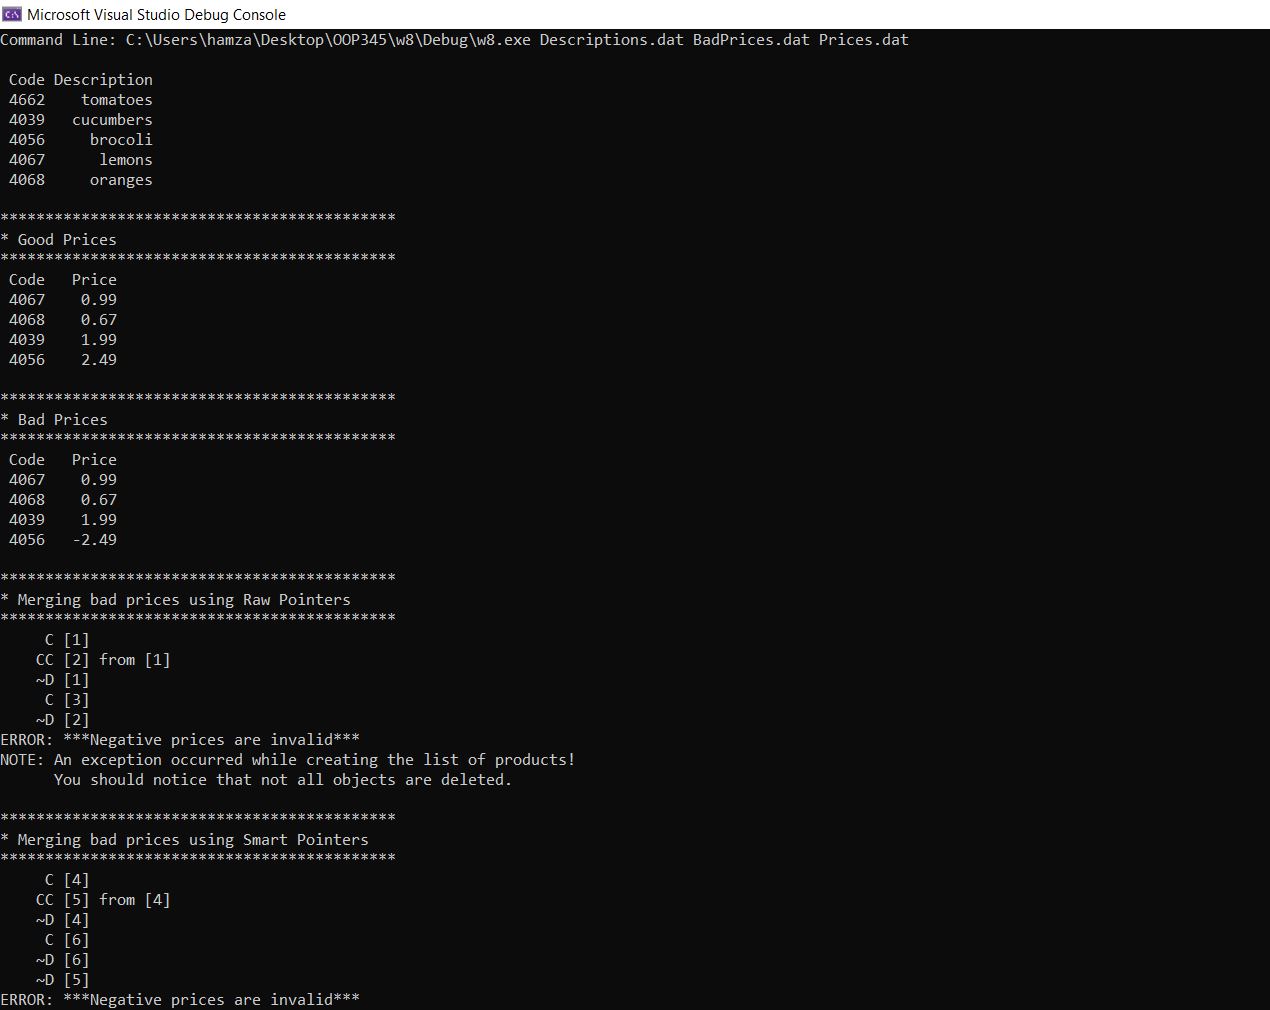 Microsoft Visual Studio Debug Console
Command Line: C:\Users\hamza\Desktop\OOP345\w8\Debug\w8.exe Descriptions.dat BadPrices.dat Prices.dat
Code Description
4662 tomatoes
4039 cucumbers
4056 brocoli
4067 lemons
4068 oranges
********************************************
* Good Prices
********************************************
Code Price
4067 0.99
4068 0.67
4039 1.99
4056 2.49
********************************************
* Bad Prices
********************************************
Code Price
4067 0.99
4068 0.67
4039 1.99
4056 -2.49
********************************************
* Merging bad prices using Raw Pointers
********************************************
C [1]
CC [2] from [1]
~D [1]
C [3]
~D [2]
ERROR: ***Negative prices are invalid***
NOTE: An exception occurred while creating the list of products!
You should notice that not all objects are deleted.
********************************************
* Merging bad prices using Smart Pointers
********************************************
C [4]
CC [5] from [4]
~D [4]
C [6]
~D [6]
~D [5]
ERROR: ***Negative prices are invalid***